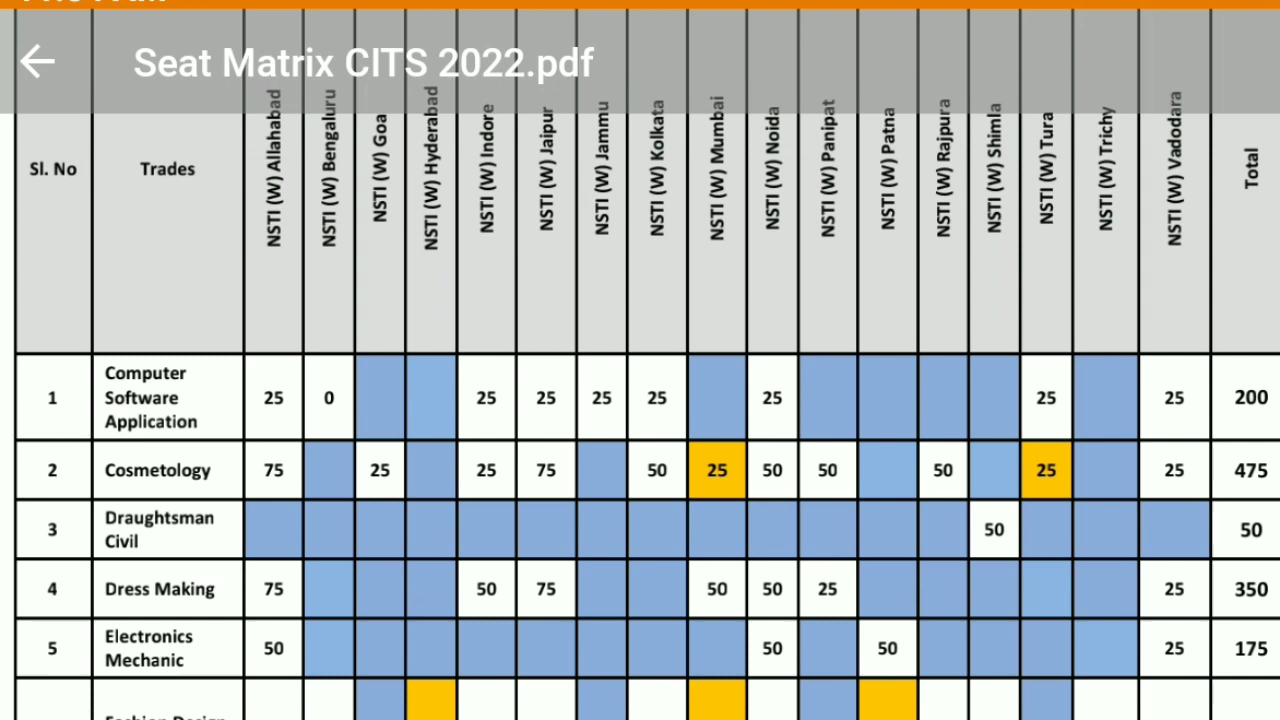 Seat Matrix CITS 2022.pdf
Sl. No
Trades
NSTI (W) Allahabad
NSTI (W) Bengaluru
NSTI (W) Goa
NSTI (W) Hyderabad
NSTI (W) Indore
NSTI (W) Jaipur
NSTI (W) Jammu
NSTI (W) Kolkata
NSTI (W) Mumbai
NSTI (W) Noida
NSTI (W) Panipat
NSTI (W) Patna
NSTI (W) Rajpura
NSTI (W) Shimla
NSTI (W) Tura
NSTI (W) Trichy
NSTI (W) Vadodara
Total
Computer
Software
1 25 0 25 25 25 25 25 25 25 200
Application
2 Cosmetology 75 25 25 75 50 25 50 50 50 25 25 475
Draughtsman
3 50 50
Civil
4 Dress Making 75 50 75 50 50 25 25 350
Electronics
5 50 50 50 25 175
Mechanic
Fashion Design